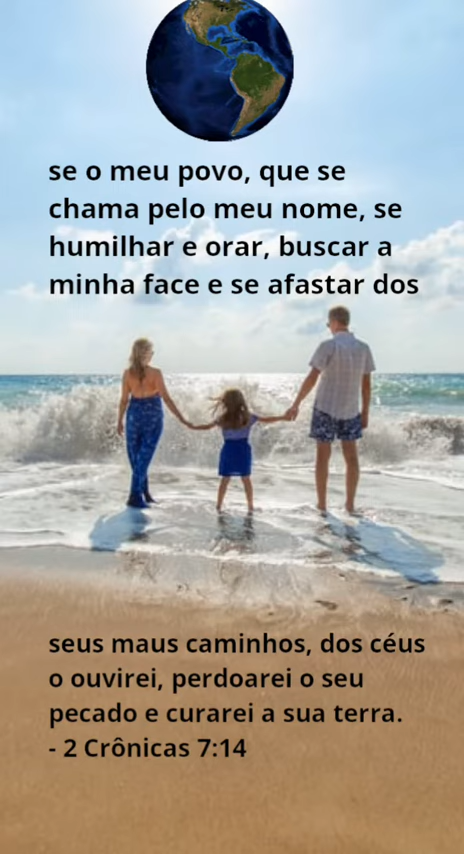 se o meu povo, que se
chama pelo meu nome, se
humilhar e orar, buscar a
minha face e se afastar dos
seus maus caminhos, dos céus
o ouvirei, perdoarei o seu
pecado e curarei a sua terra.
- 2 Crônicas 7:14